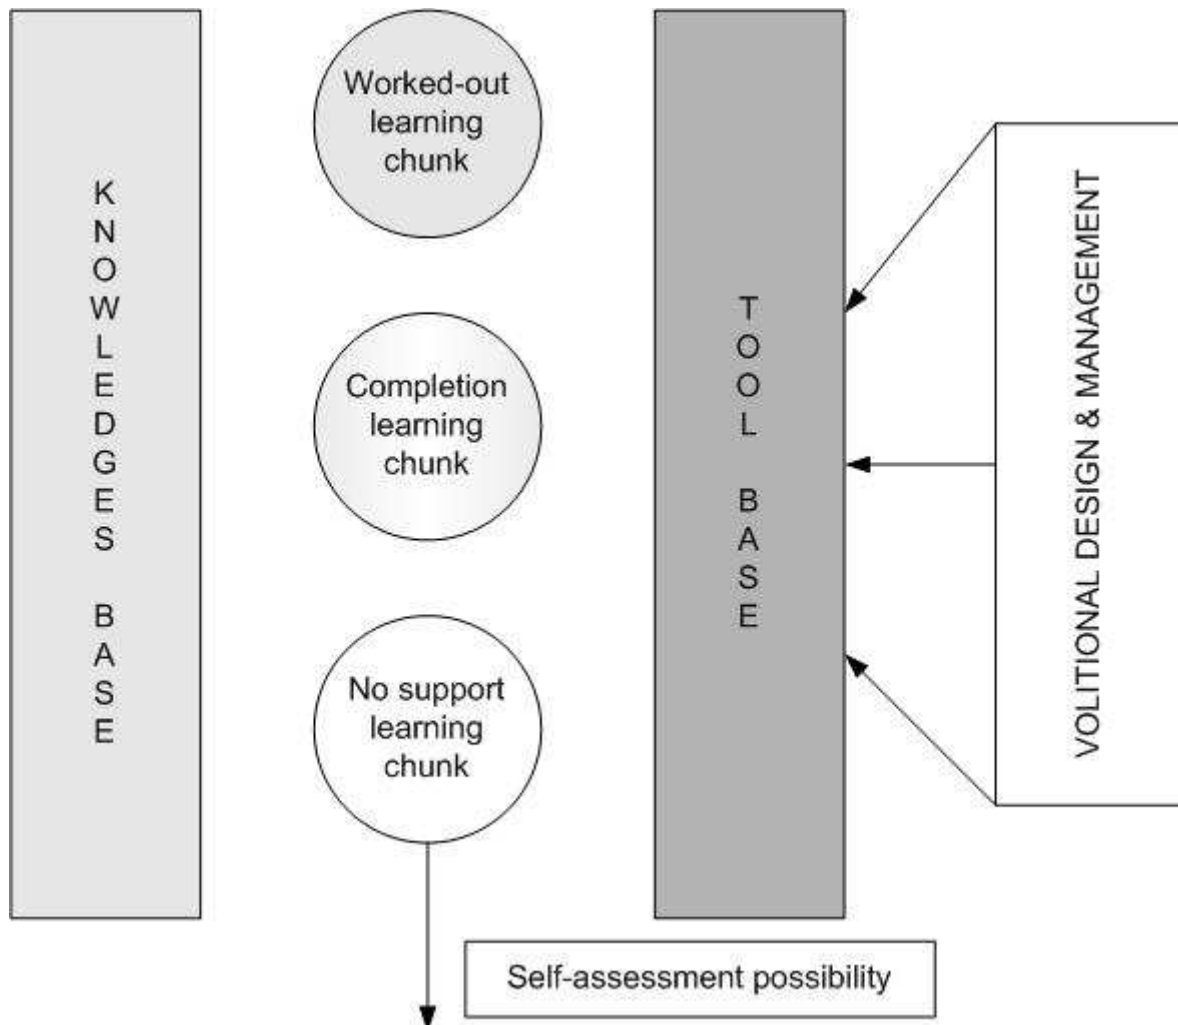 KNOWLEDGES BASE
Worked-out
learning
chunk
Completion
learning
chunk
No support
learning
chunk
TOOL BASE
VOLITIONAL DESIGN & MANAGEMENT
Self-assessment possibility